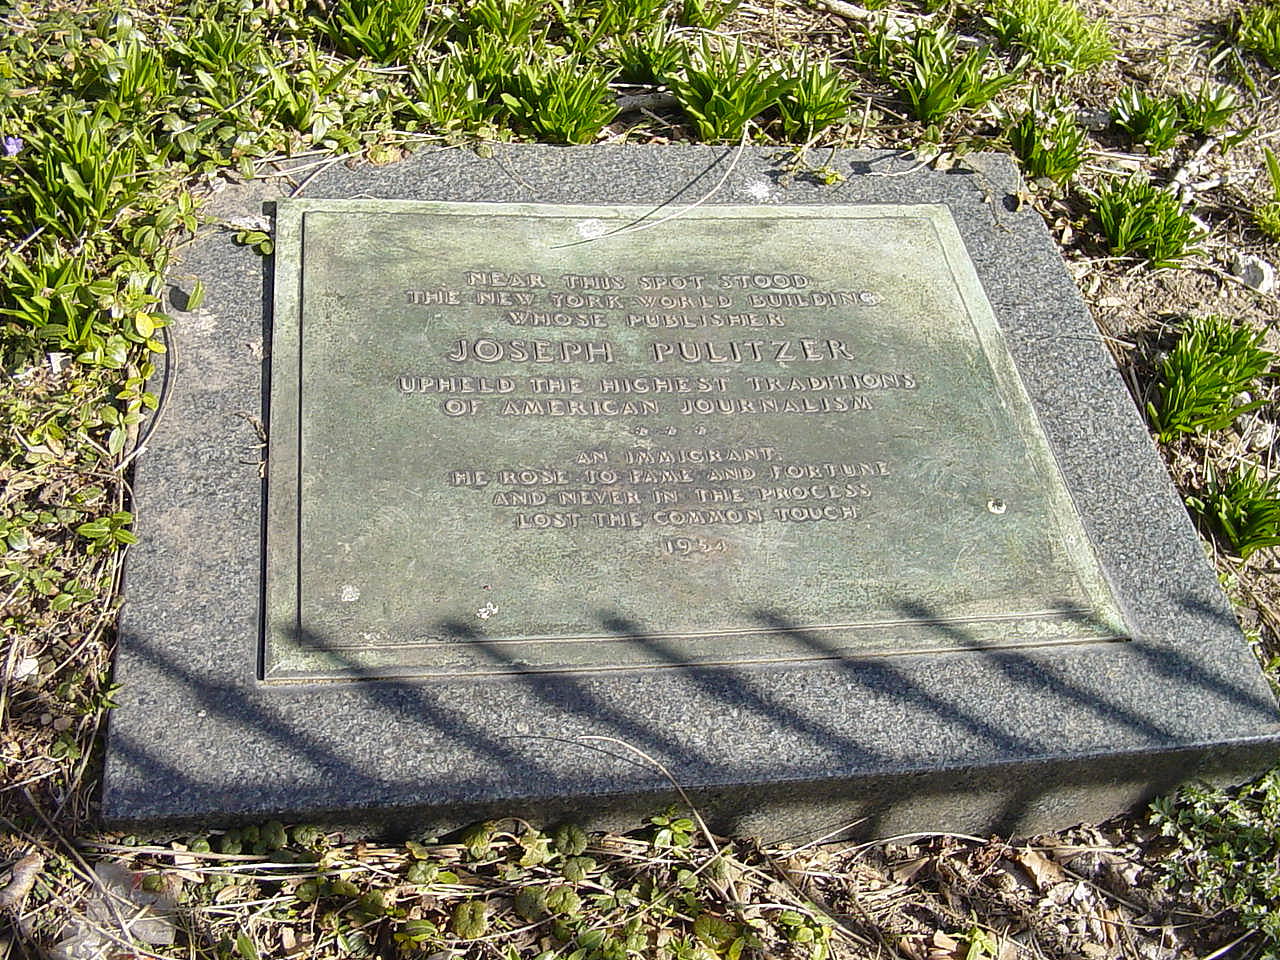 NEAR THIS SPOT STOOD
THE NEW YORK WORLD BUILDING
WHOSE PUBLISHER
JOSEPH PULITZER
UPHELD THE HIGHEST TRADITIONS
OF AMERICAN JOURNALISM
* * *
AN IMMIGRANT,
HE ROSE TO FAME AND FORTUNE
AND NEVER IN THE PROCESS
LOST THE COMMON TOUCH
1954